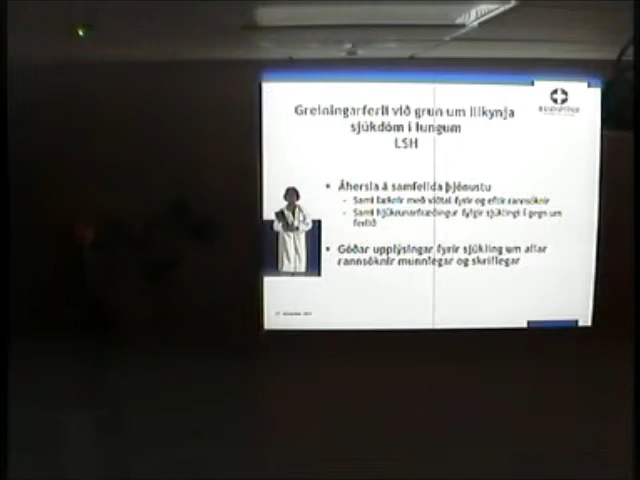 Greiningarferli við grun um illkynja
sjúkdóm í lungum
LSH
• Áhersla á samfellda þjónustu
- Sami læknir með viðtal fyrir og eftir rannsóknir
- Sami hjúkrunarfræðingur fylgir sjúklingi í gegn um
ferlið
• Góðar upplýsingar fyrir sjúkling um allar
rannsóknir munnlegar og skriflegar